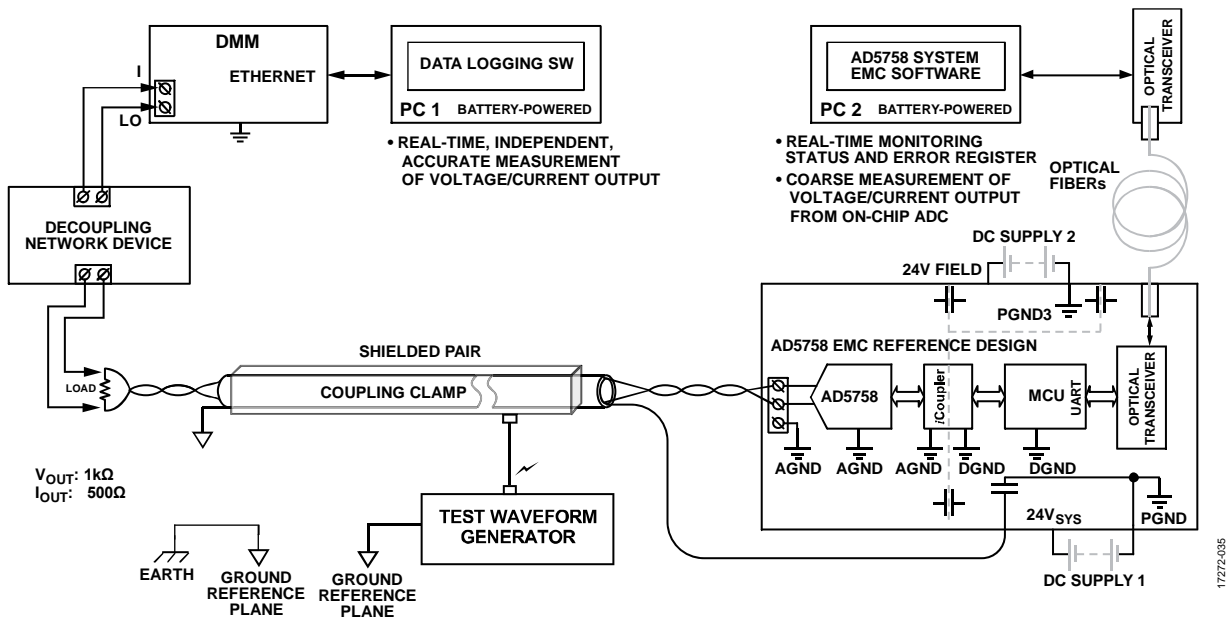 DMM
ETHERNET
I
LO
DATA LOGGING SW
PC 1 BATTERY-POWERED
• REAL-TIME, INDEPENDENT,
ACCURATE MEASUREMENT
OF VOLTAGE/CURRENT OUTPUT
AD5758 SYSTEM
EMC SOFTWARE
PC 2 BATTERY-POWERED
• REAL-TIME MONITORING
STATUS AND ERROR REGISTER
• COARSE MEASUREMENT OF
VOLTAGE/CURRENT OUTPUT
FROM ON-CHIP ADC
OPTICAL
TRANSCEIVER
OPTICAL
FIBERs
DECOUPLING
NETWORK DEVICE
DC SUPPLY 2
24V FIELD
PGND3
AD5758 EMC REFERENCE DESIGN
SHIELDED PAIR
COUPLING CLAMP
LOAD
AD5758
iCoupler
MCU
UART
OPTICAL
TRANSCEIVER
AGND
AGND
AGND
DGND
DGND
VOUT: 1kΩ
IOUT: 500Ω
TEST WAVEFORM
GENERATOR
24VSYS
PGND
DC SUPPLY 1
EARTH
GROUND
REFERENCE
PLANE
GROUND
REFERENCE
PLANE
17272-035